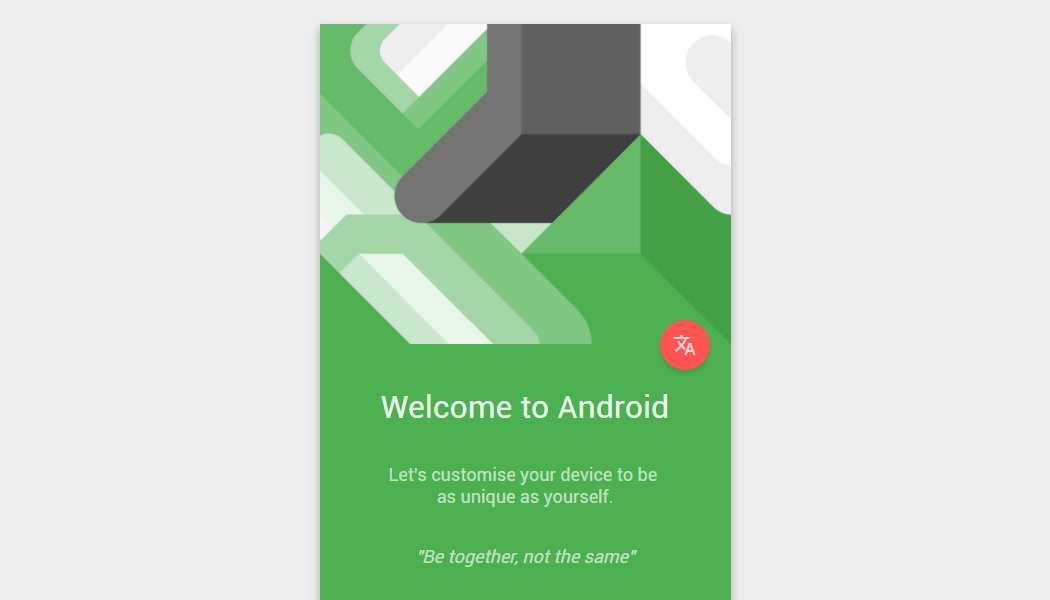 Welcome to Android
Let's customise your device to be
as unique as yourself.
"Be together, not the same"